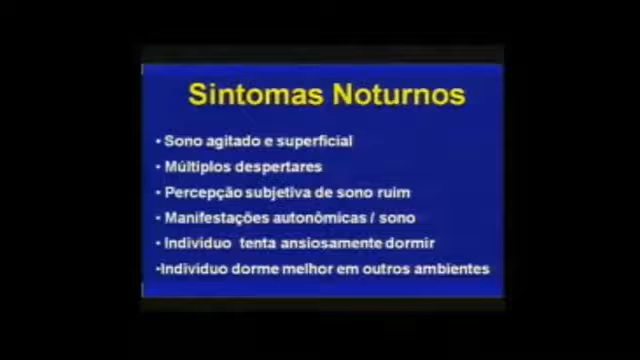 Sintomas Noturnos
• Sono agitado e superficial
• Múltiplos despertares
• Percepção subjetiva de sono ruim
• Manifestações autonômicas / sono
• Indivíduo tenta ansiosamente dormir
•Indivíduo dorme melhor em outros ambientes